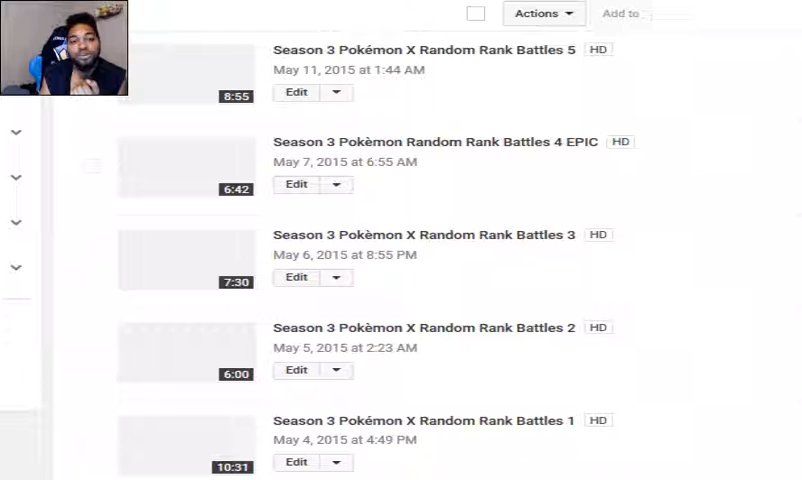 Actions
Add to
Season 3 Pokémon X Random Rank Battles 5 HD
May 11, 2015 at 1:44 AM
8:55
Edit
Season 3 Pokèmon Random Rank Battles 4 EPIC HD
May 7, 2015 at 6:55 AM
6:42
Edit
Season 3 Pokèmon X Random Rank Battles 3 HD
May 6, 2015 at 8:55 PM
7:30
Edit
Season 3 Pokèmon X Random Rank Battles 2 HD
May 5, 2015 at 2:23 AM
6:00
Edit
Season 3 Pokémon X Random Rank Battles 1 HD
May 4, 2015 at 4:49 PM
10:31
Edit